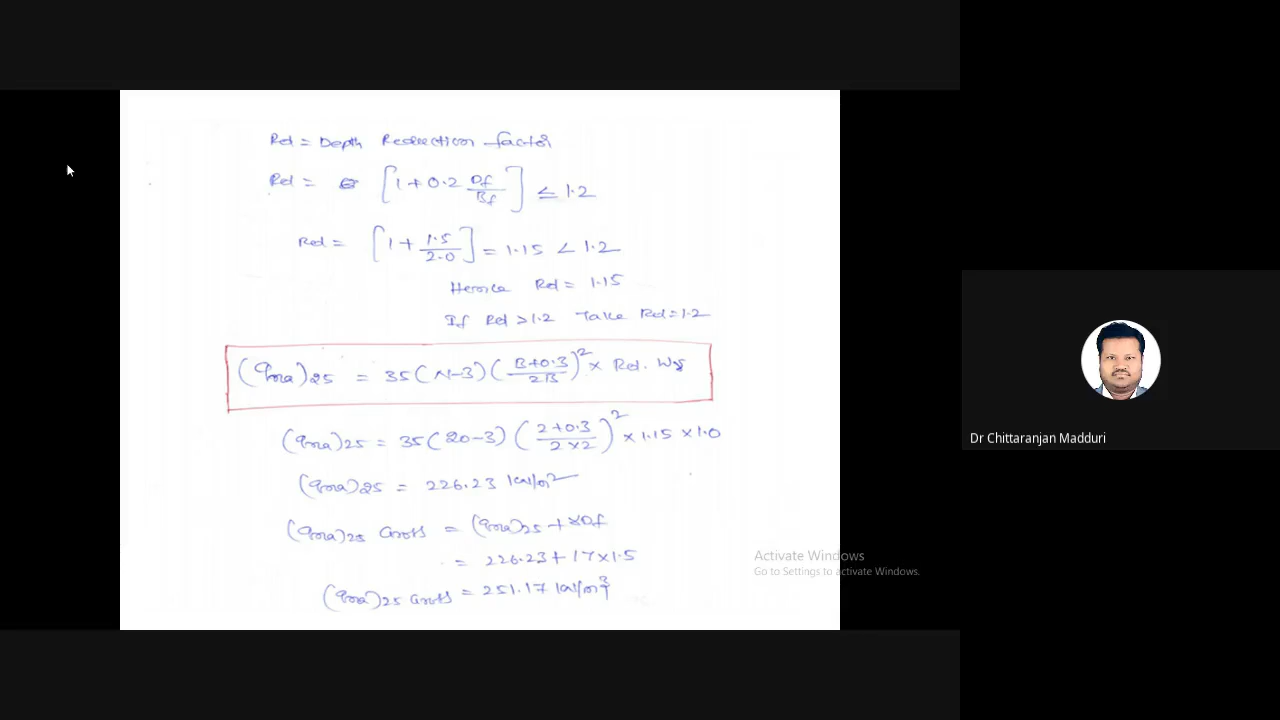 Rd = Depth Reduction factor
Rd = [1+0.2 Df/Bf] ≤ 1.2
Rd = [1+ 1.5/2.0] = 1.15 < 1.2
Hence Rd = 1.15
If Rd > 1.2 Take Rd = 1.2
(qna)25 = 35(N-3)(B+0.3/2B)² × Rd. Wγ
(qna)25 = 35(20-3)(2+0.3/2×2)² × 1.15 × 1.0
(qna)25 = 226.23 kN/m²
(qna)25 Gross = (qna)25 + γDf
= 226.23 + 17×1.5
(qna)25 Gross = 251.17 kN/m³
Activate Windows
Go to Settings to activate Windows.
Dr Chittaranjan Madduri